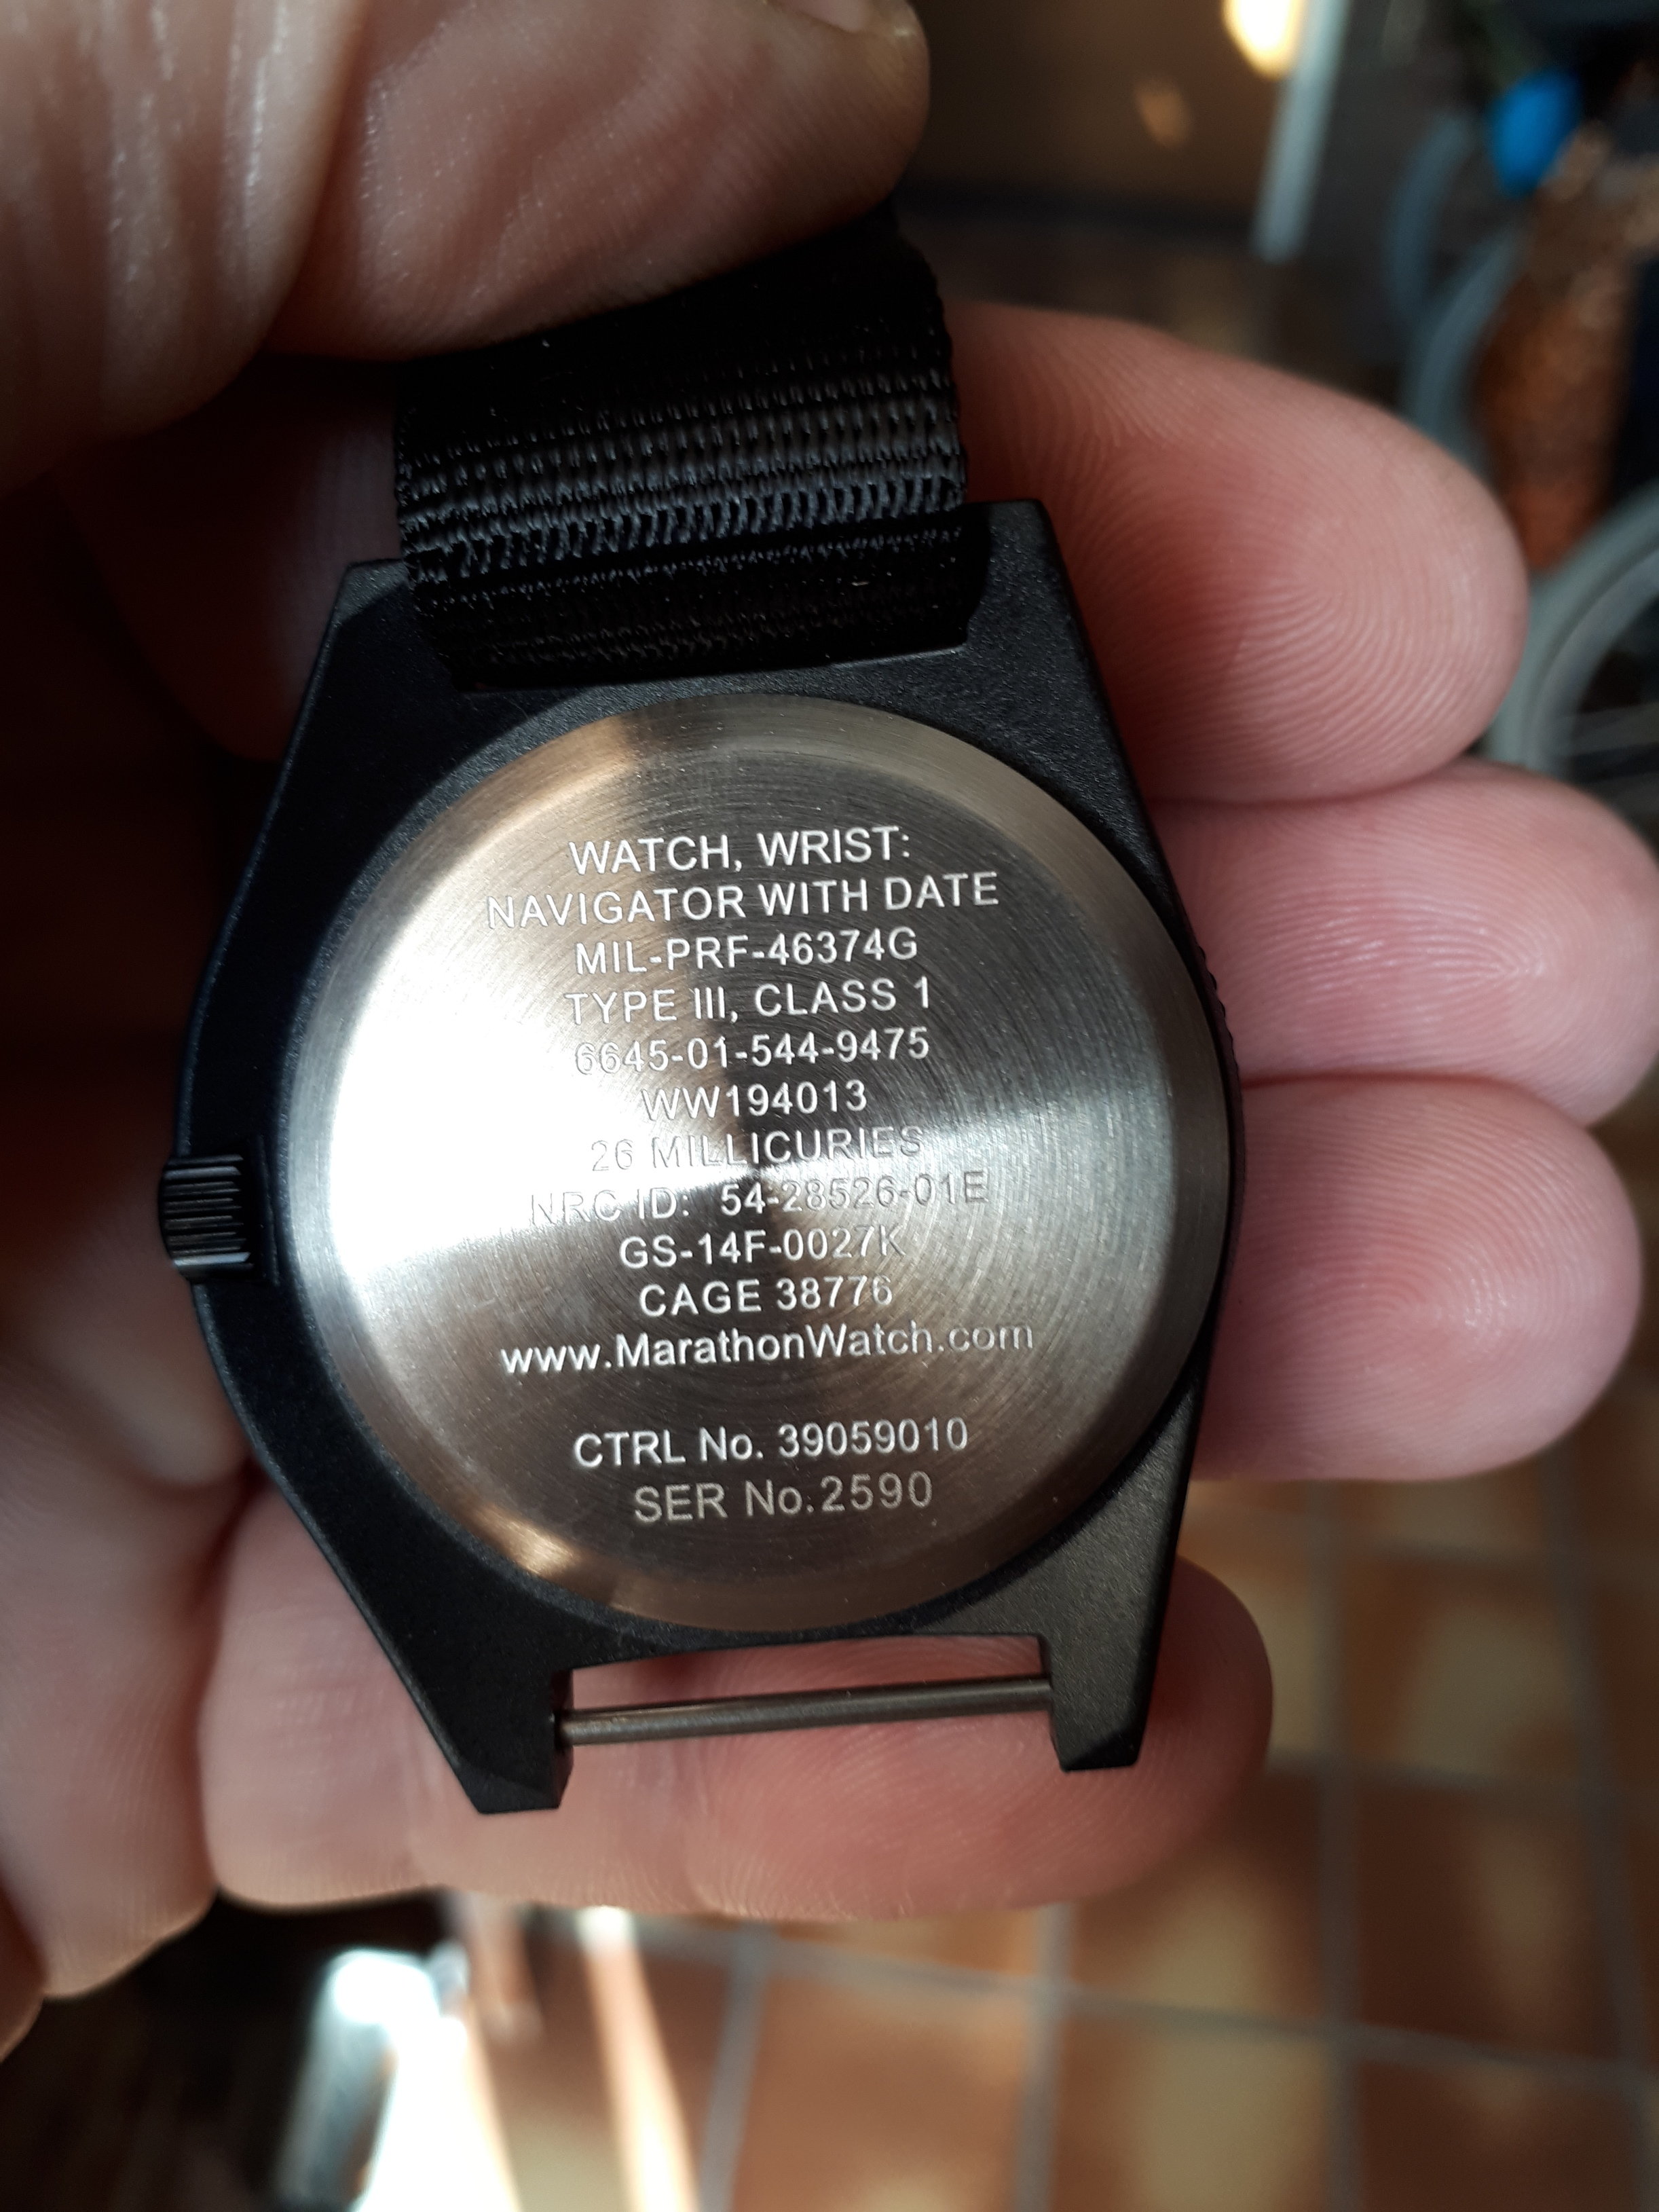 WATCH, WRIST:
NAVIGATOR WITH DATE
MIL-PRF-46374G
TYPE III, CLASS 1
6645-01-544-9475
WW194013
26 MILLICURIES
NRC ID: 54-28526-01E
GS-14F-0027K
CAGE 38776
www.MarathonWatch.com
CTRL No. 39059010
SER No.2590